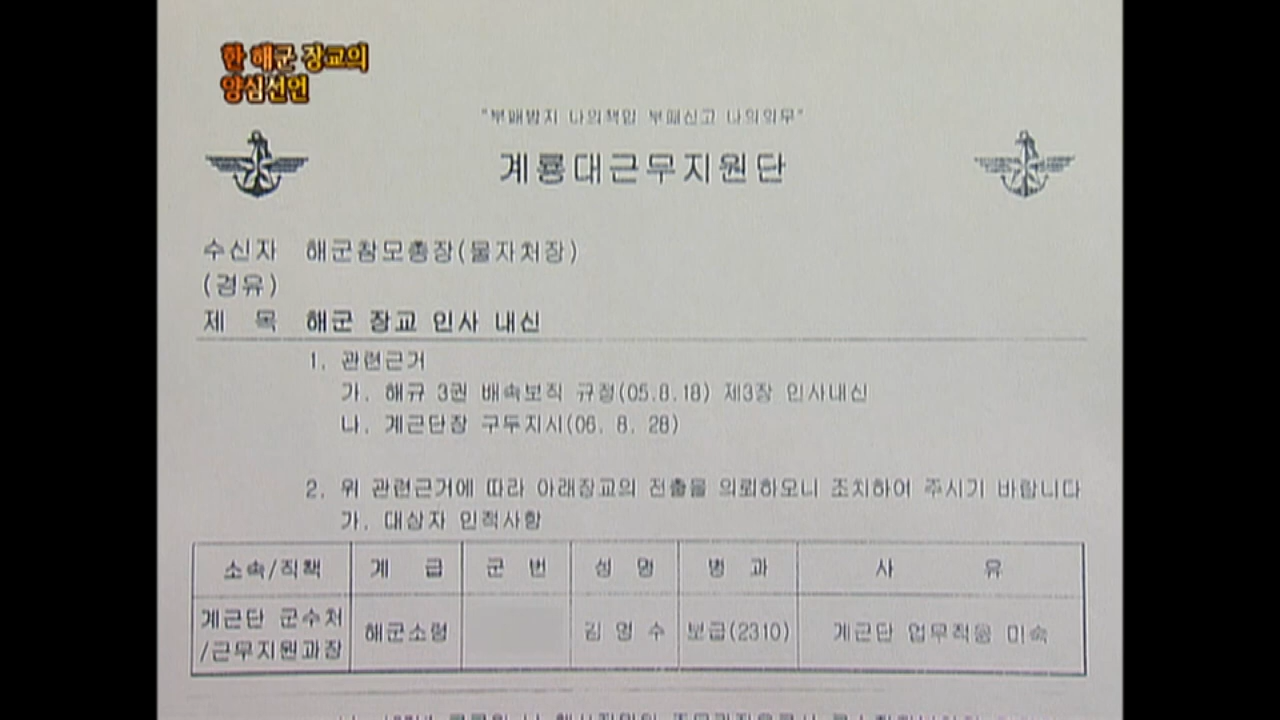 한 해군 장교의
양심선언
"부패방지 나의책임 부패신고 나의의무"
계룡대근무지원단
수신자 해군참모총장(물자처장)
(경유)
제 목 해군 장교 인사 내신
1. 관련근거
가. 해규 3권 배속보직 규정(05.8.18) 제3장 인사내신
나. 계근단장 구두지시(06. 8. 28)
2. 위 관련근거에 따라 아래장교의 전출을 의뢰하오니 조치하여 주시기 바랍니다
가. 대상자 인적사항
소속/직책 계 급 군 번 성 명 병 과 사 유
계근단 군수처
/근무지원과장 해군소령 김 영 수 보급(2310) 계근단 업무적응 미숙